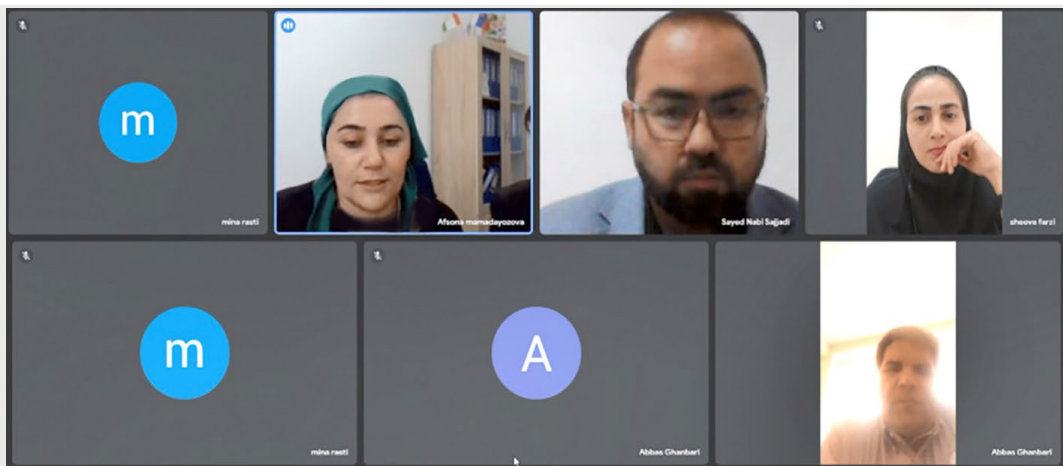 m
mina rasti
Afsona mamadayozova
Sayed Nabi Sajjadi
sheeva farzi
m
mina rasti
A
Abbas Ghanbari
Abbas Ghanbari